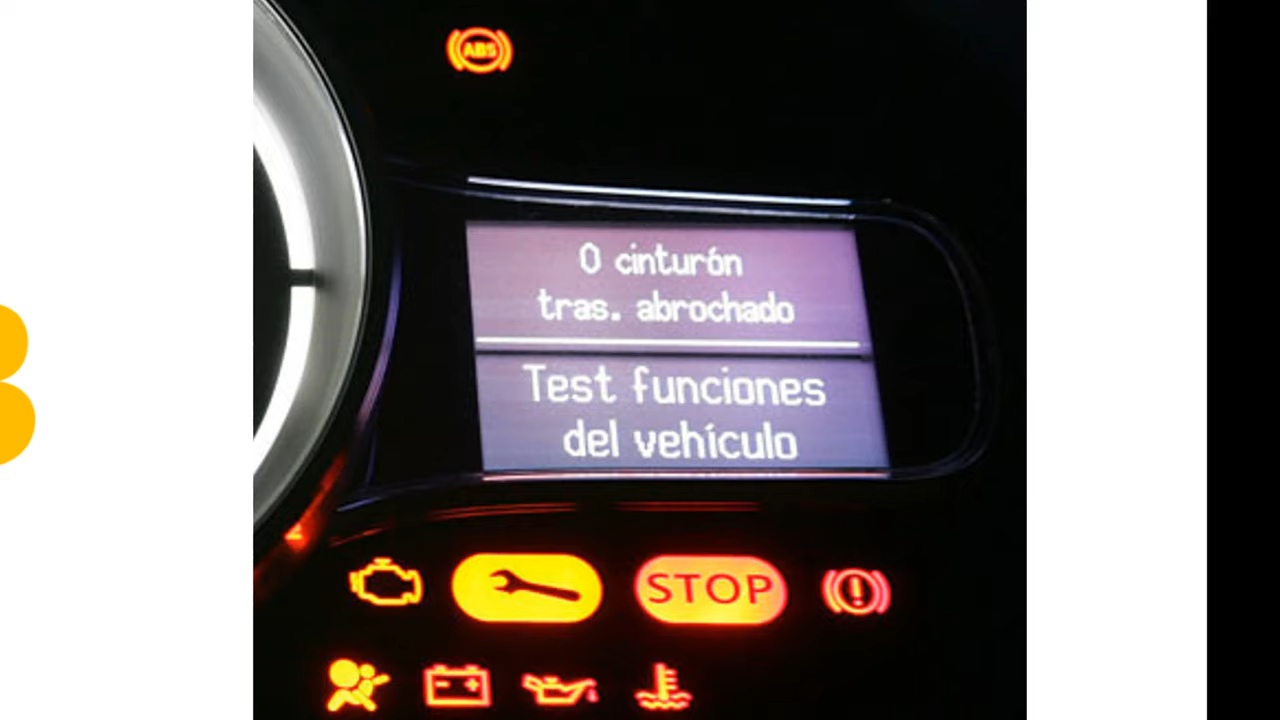 ABS
0 cinturón
tras. abrochado
Test funciones
del vehículo
STOP